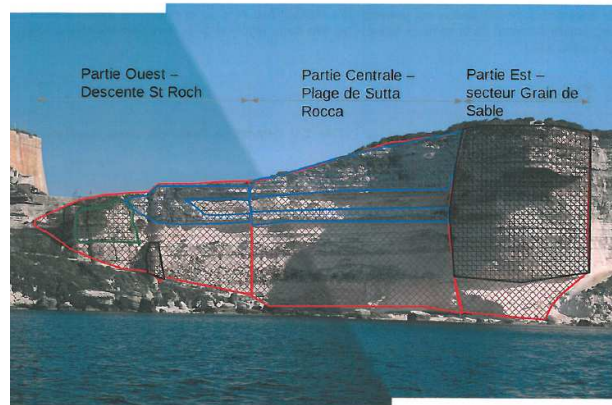 Partie Ouest –
Descente St Roch
Partie Centrale –
Plage de Sutta
Rocca
Partie Est –
secteur Grain de
Sable